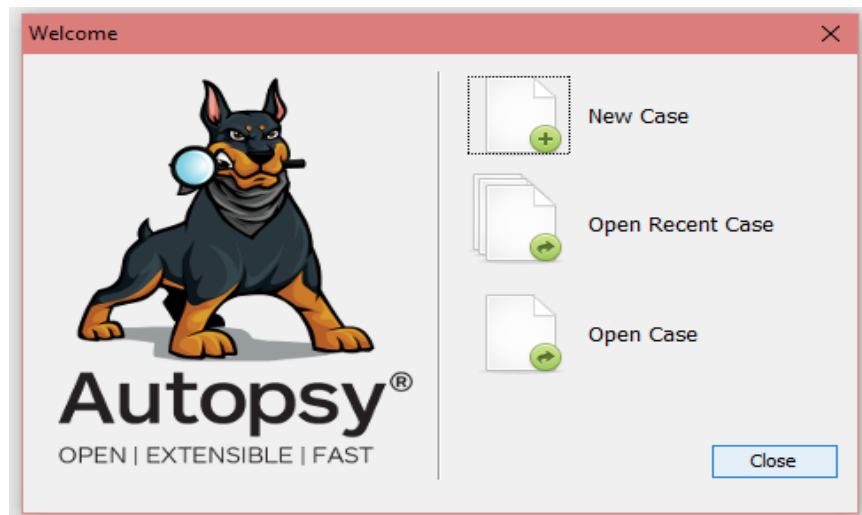 Welcome
New Case
Open Recent Case
Open Case
Autopsy®
OPEN | EXTENSIBLE | FAST
Close